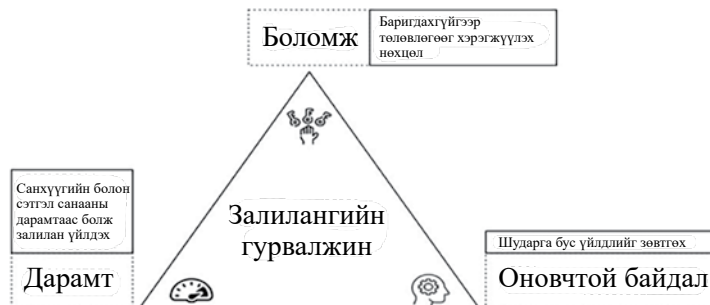 Боломж
Баригдахгүйгээр
төлөвлөгөөг хэрэгжүүлэх
нөхцөл
Санхүүгийн болон
сэтгэл санааны
дарамтаас болж
залилан үйлдэх
Дарамт
Залилангийн
гурвалжин
Шударга бус үйлдлийг зөвтгөх
Оновчтой байдал